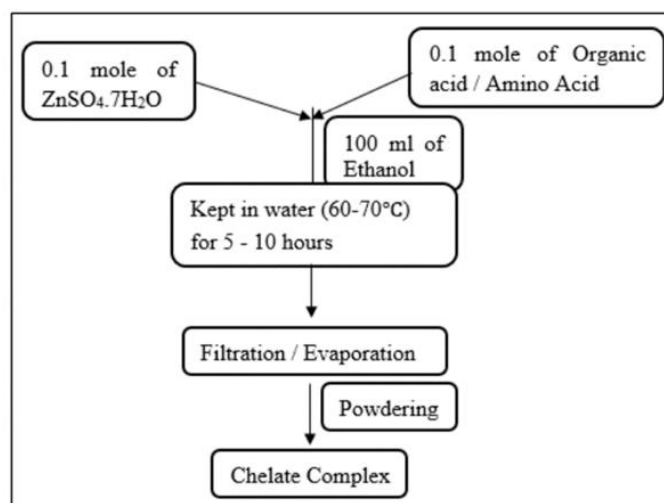 0.1 mole of
ZnSO₄.7H₂O
0.1 mole of Organic
acid / Amino Acid
100 ml of
Ethanol
Kept in water (60-70℃)
for 5 - 10 hours
Filtration / Evaporation
Powdering
Chelate Complex